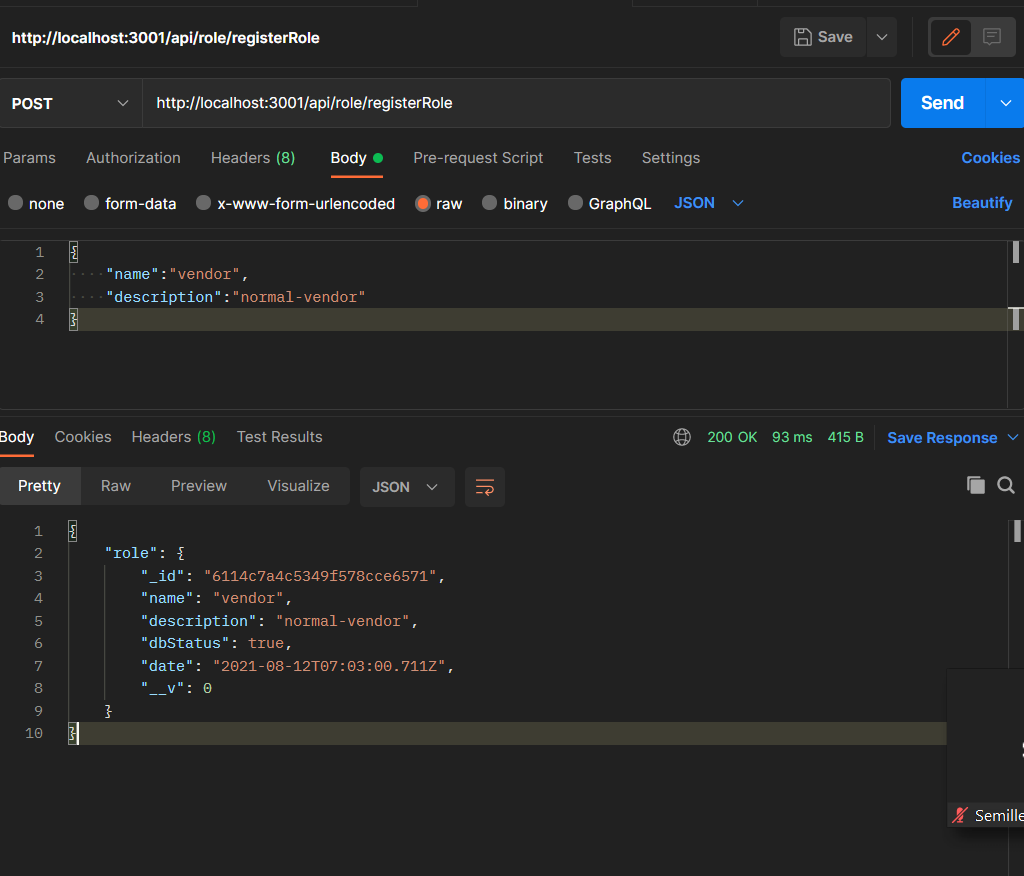 http://localhost:3001/api/role/registerRole
Save
POST
http://localhost:3001/api/role/registerRole
Send
Params Authorization Headers (8) Body Pre-request Script Tests Settings Cookies
none form-data x-www-form-urlencoded raw binary GraphQL JSON Beautify
1 {
2 "name":"vendor",
3 "description":"normal-vendor"
4 }
Body Cookies Headers (8) Test Results 200 OK 93 ms 415 B Save Response
Pretty Raw Preview Visualize JSON
1 {
2 "role": {
3 "_id": "6114c7a4c5349f578cce6571",
4 "name": "vendor",
5 "description": "normal-vendor",
6 "dbStatus": true,
7 "date": "2021-08-12T07:03:00.711Z",
8 "__v": 0
9 }
10 }
Semille